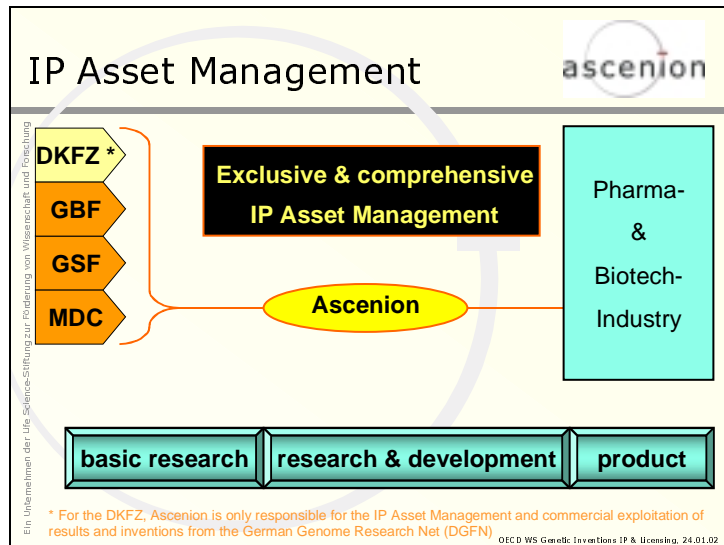 IP Asset Management
ascenion
Ein Unternehmen der Life Science-Stiftung zur Förderung von Wissenschaft und Forschung
DKFZ *
GBF
GSF
MDC
Exclusive & comprehensive
IP Asset Management
Ascenion
Pharma-
&
Biotech-
Industry
basic research
research & development
product
* For the DKFZ, Ascenion is only responsible for the IP Asset Management and commercial exploitation of
results and inventions from the German Genome Research Net (DGFN)
OECD WS Genetic Inventions IP & Licensing, 24.01.02